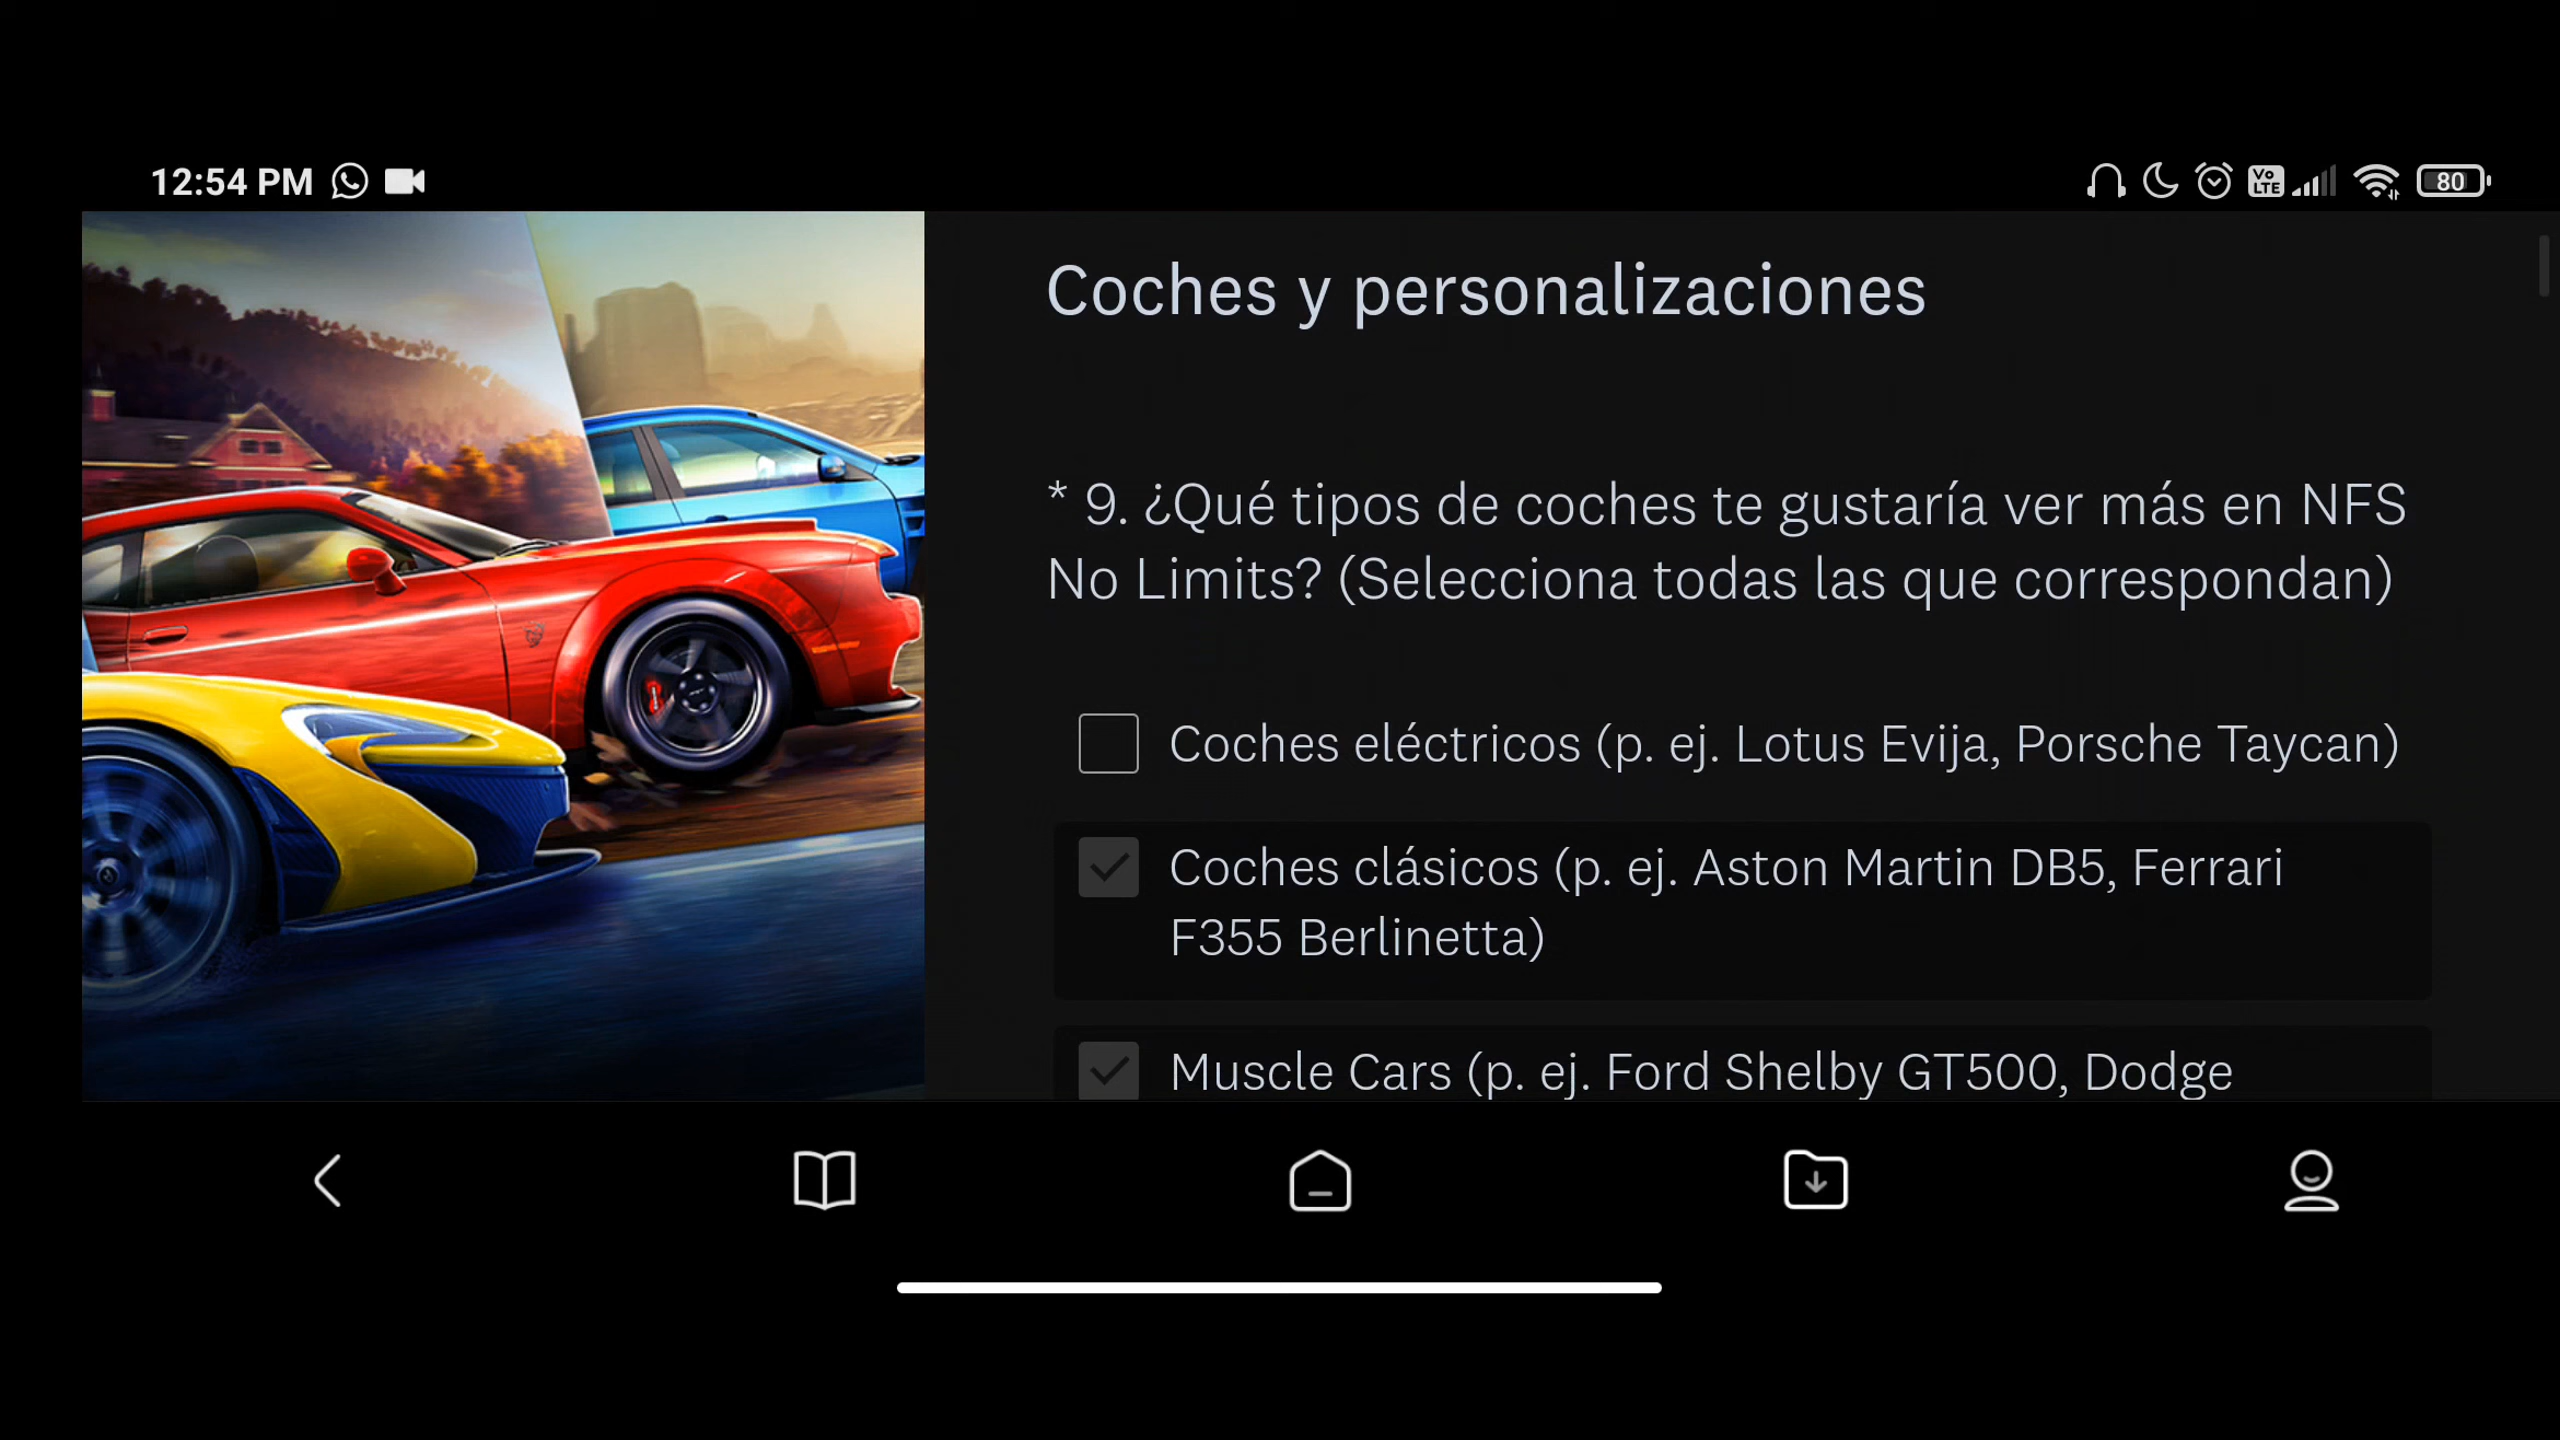 12:54 PM
Vo
LTE
80
Coches y personalizaciones
* 9. ¿Qué tipos de coches te gustaría ver más en NFS
No Limits? (Selecciona todas las que correspondan)
Coches eléctricos (p. ej. Lotus Evija, Porsche Taycan)
Coches clásicos (p. ej. Aston Martin DB5, Ferrari
F355 Berlinetta)
Muscle Cars (p. ej. Ford Shelby GT500, Dodge